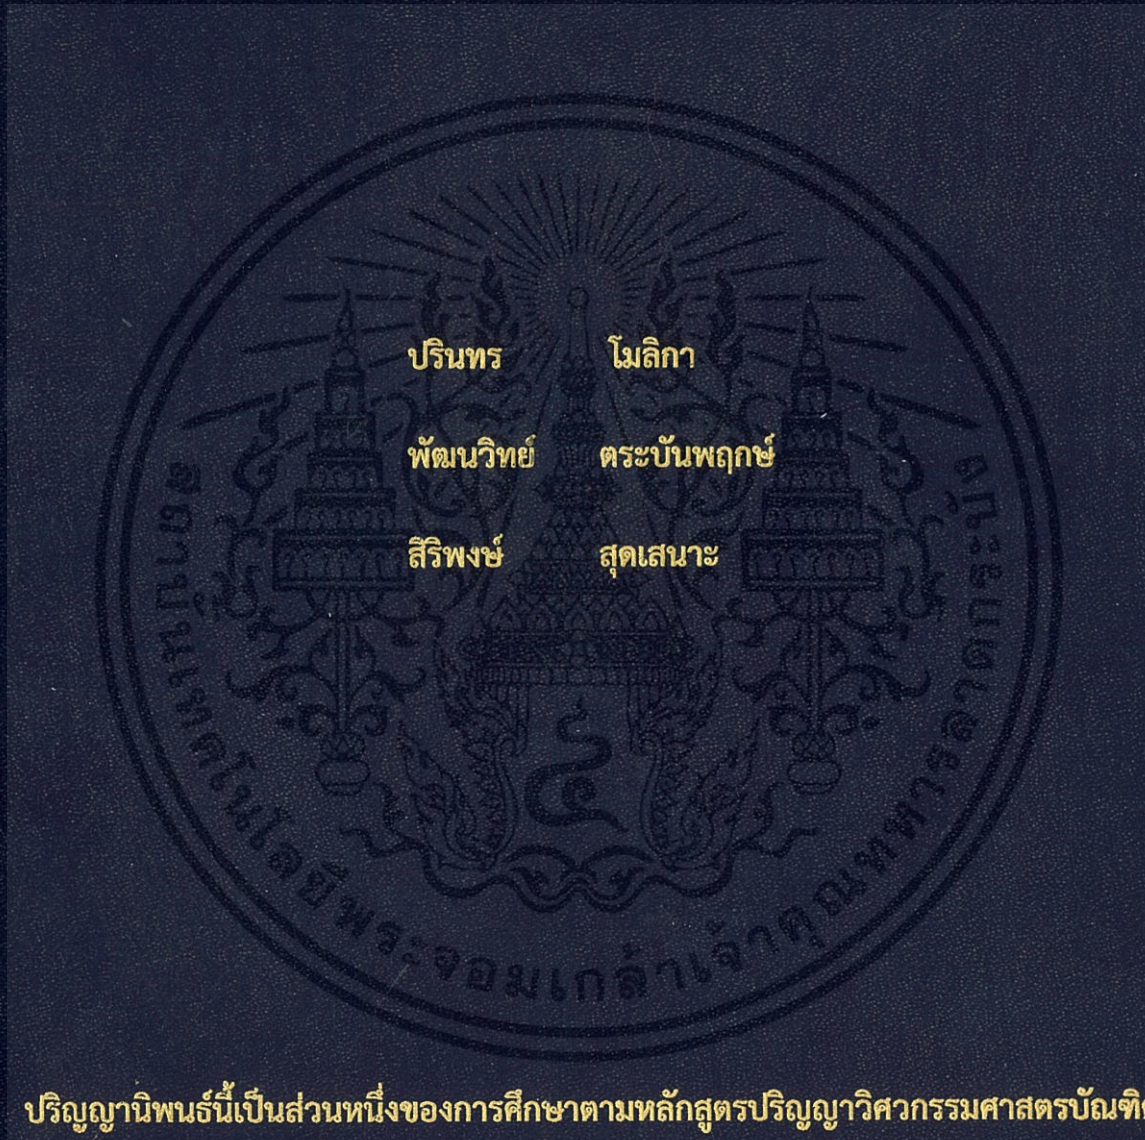 ปรินทร โมลิกา
พัฒนวิทย์ ตระบันพฤกษ์
สิริพงษ์ สุดเสนาะ
สถาบันเทคโนโลยีพระจอมเกล้าเจ้าคุณทหารลาดกระบัง
ปริญญานิพนธ์นี้เป็นส่วนหนึ่งของการศึกษาตามหลักสูตรปริญญาวิศวกรรมศาสตรบัณฑิต